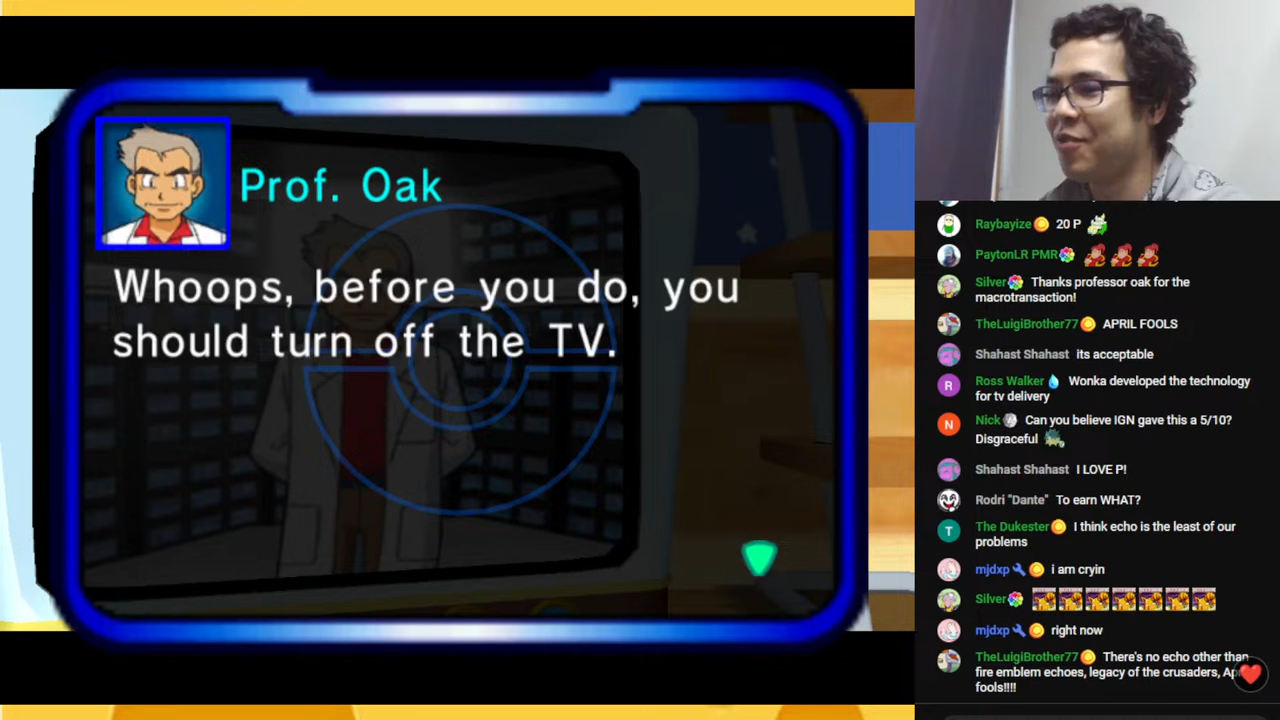 Prof. Oak
Whoops, before you do, you
should turn off the TV.
Raybayize 20 P
PaytonLR PMR
Silver Thanks professor oak for the
macrotransaction!
TheLuigiBrother77 APRIL FOOLS
Shahast Shahast its acceptable
R Ross Walker Wonka developed the technology
for tv delivery
N Nick Can you believe IGN gave this a 5/10?
Disgraceful
Shahast Shahast I LOVE P!
Rodri "Dante" To earn WHAT?
T The Dukester I think echo is the least of our
problems
mjdxp i am cryin
Silver
mjdxp right now
TheLuigiBrother77 There's no echo other than
fire emblem echoes, legacy of the crusaders,
fools!!!!